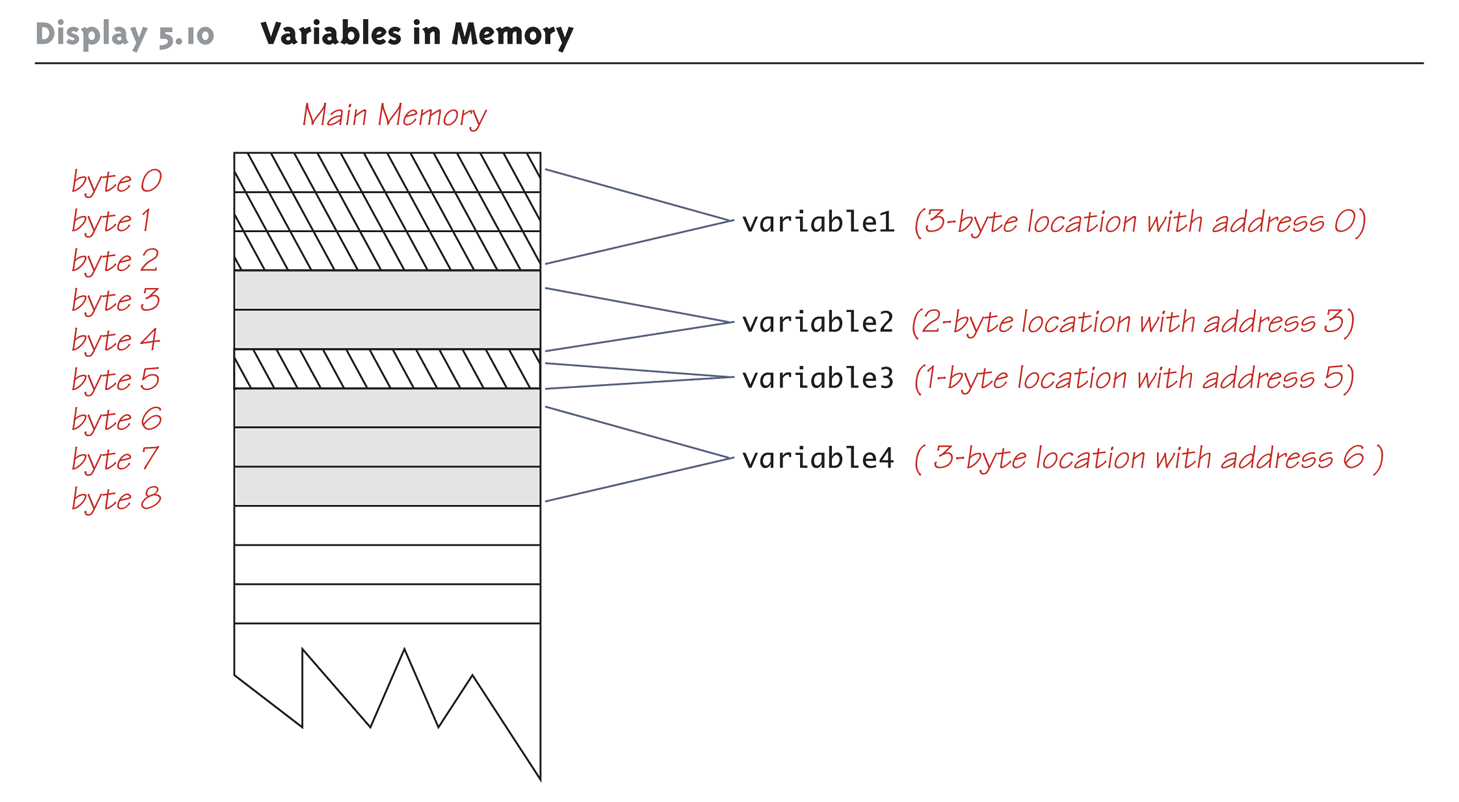 Display 5.10 Variables in Memory
Main Memory
byte 0
byte 1
variable1 (3-byte location with address 0)
byte 2
byte 3
variable2 (2-byte location with address 3)
byte 4
byte 5
variable3 (1-byte location with address 5)
byte 6
byte 7
variable4 ( 3-byte location with address 6 )
byte 8